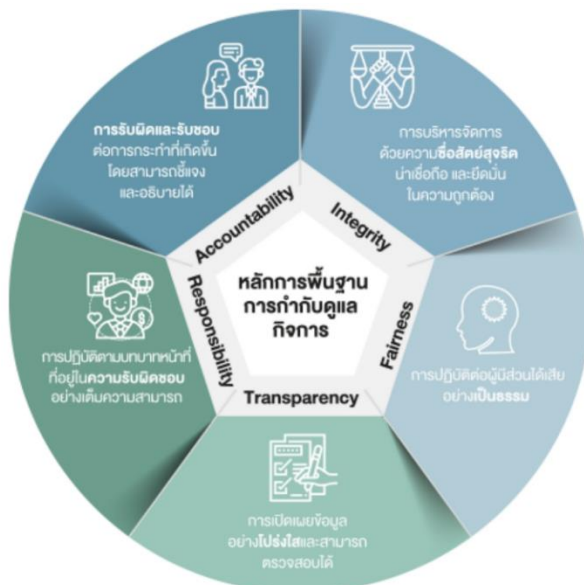 การรับผิดและรับชอบ
ต่อการกระทำที่เกิดขึ้น
โดยสามารถชี้แจง
และอธิบายได้
การบริหารจัดการ
ด้วยความซื่อสัตย์สุจริต
น่าเชื่อถือ และยึดมั่น
ในความถูกต้อง
Accountability
Integrity
หลักการพื้นฐาน
การกำกับดูแล
กิจการ
Responsibility
Fairness
Transparency
การปฏิบัติตามบทบาทหน้าที่
ที่อยู่ในความรับผิดชอบ
อย่างเต็มความสามารถ
การปฏิบัติต่อผู้มีส่วนได้เสีย
อย่างเป็นธรรม
การเปิดเผยข้อมูล
อย่างโปร่งใสและสามารถ
ตรวจสอบได้